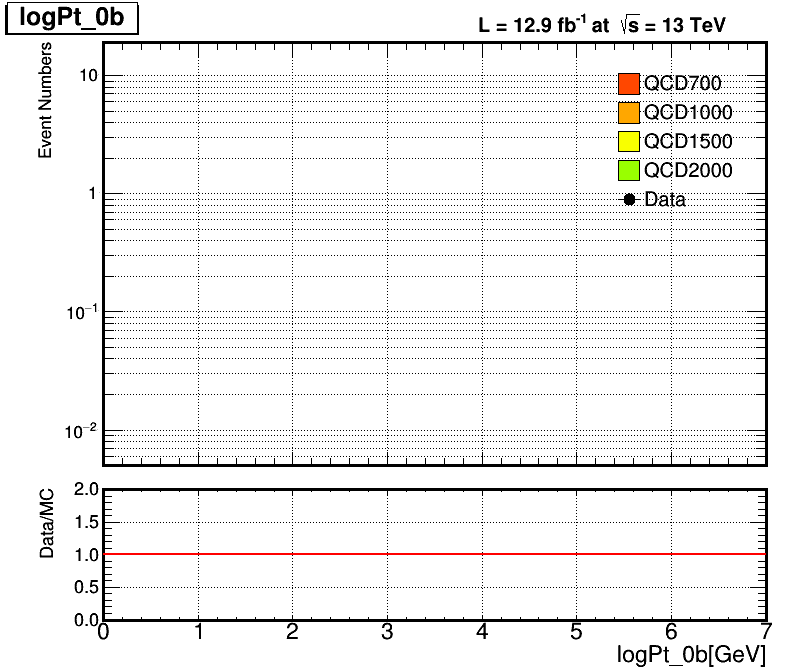 logPt_0b
L = 12.9 fb⁻¹ at √s = 13 TeV
Event Numbers
10
1
10⁻¹
10⁻²
QCD700
QCD1000
QCD1500
QCD2000
Data
Data/MC
2.0
1.5
1.0
0.5
0.0
0 1 2 3 4 5 6 7
logPt_0b[GeV]